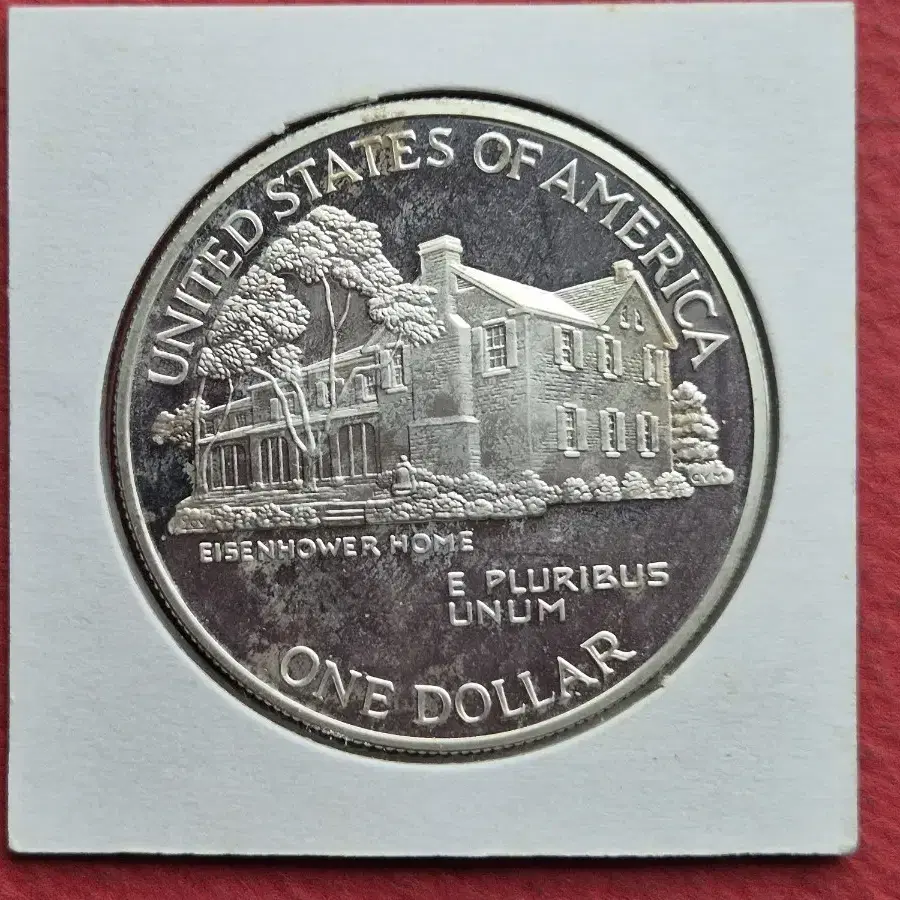 UNITED STATES OF AMERICA
EISENHOWER HOME
E PLURIBUS
UNUM
ONE DOLLAR